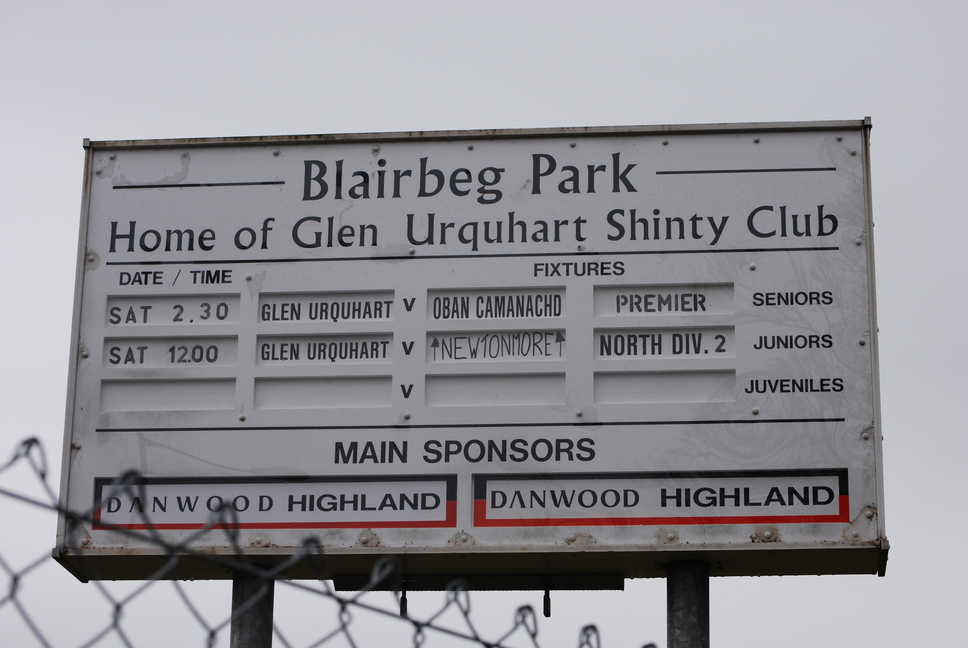 Blairbeg Park
Home of Glen Urquhart Shinty Club
DATE / TIME FIXTURES
SAT 2.30 GLEN URQUHART V OBAN CAMANACHD PREMIER SENIORS
SAT 12.00 GLEN URQUHART V ↑NEWTONMORE↑ NORTH DIV. 2 JUNIORS
V JUVENILES
MAIN SPONSORS
DANWOOD HIGHLAND DANWOOD HIGHLAND